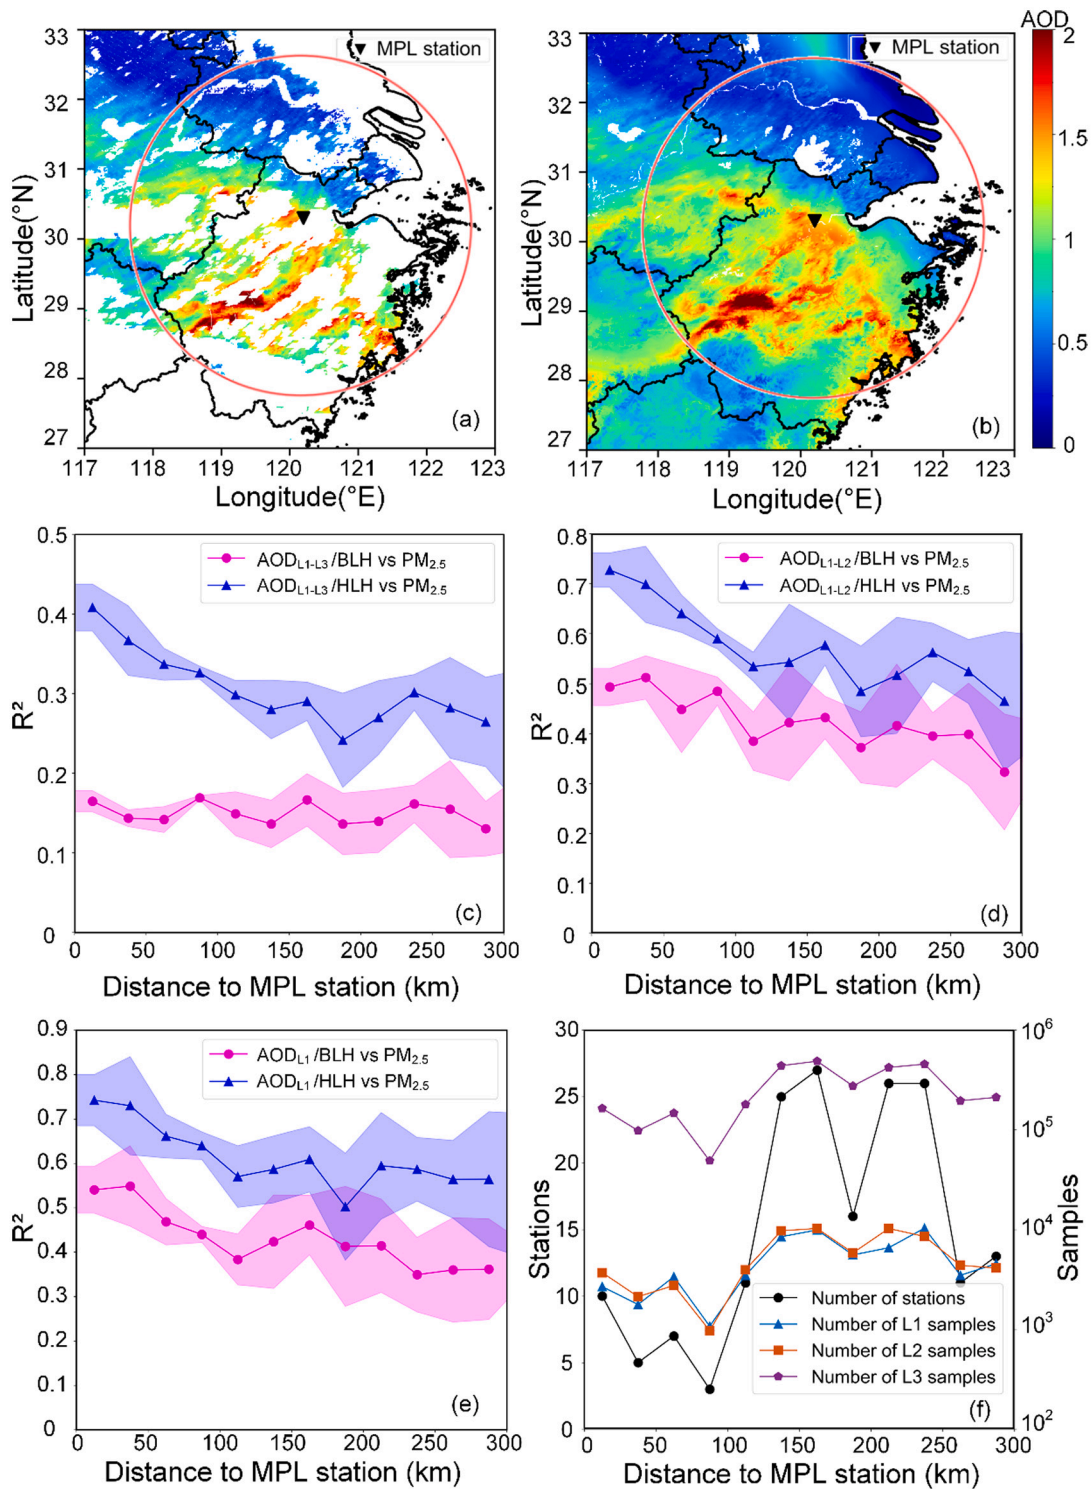 33
32
31
30
29
28
27
Latitude(°N)
MPL station
(a)
117 118 119 120 121 122 123
Longitude(°E)
33
32
31
30
29
28
27
Latitude(°N)
MPL station
(b)
117 118 119 120 121 122 123
Longitude(°E)
AOD
2
1.5
1
0.5
0
0.5
0.4
0.3
0.2
0.1
0
R²
AOD_L1-L3/BLH vs PM2.5
AOD_L1-L3/HLH vs PM2.5
(c)
0 50 100 150 200 250 300
Distance to MPL station (km)
0.8
0.7
0.6
0.5
0.4
0.3
0.2
0.1
0
R²
AOD_L1-L2/BLH vs PM2.5
AOD_L1-L2/HLH vs PM2.5
(d)
0 50 100 150 200 250 300
Distance to MPL station (km)
0.9
0.8
0.7
0.6
0.5
0.4
0.3
0.2
0.1
0
R²
AOD_L1/BLH vs PM2.5
AOD_L1/HLH vs PM2.5
(e)
0 50 100 150 200 250 300
Distance to MPL station (km)
30
25
20
15
10
5
0
Stations
10⁶
10⁵
10⁴
10³
10²
Samples
Number of stations
Number of L1 samples
Number of L2 samples
Number of L3 samples
(f)
0 50 100 150 200 250 300
Distance to MPL station (km)